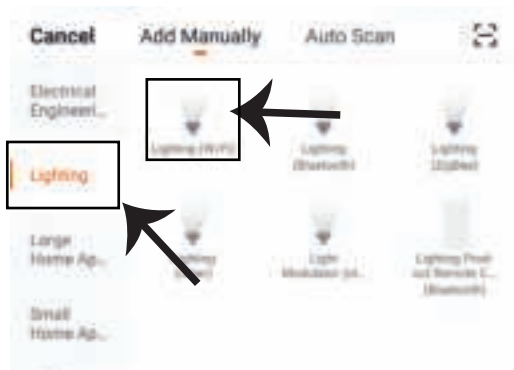 Cancel Add Manually Auto Scan
Electrical
Engineeri...
Lighting (Wi-Fi)
Lighting
(Bluetooth)
Lighting
(ZigBee)
Lighting
Large
Home Ap...
Lighting
Light
Modulator
Lighting Prod
uct Remote C...
(Bluetooth)
Small
Home Ap...